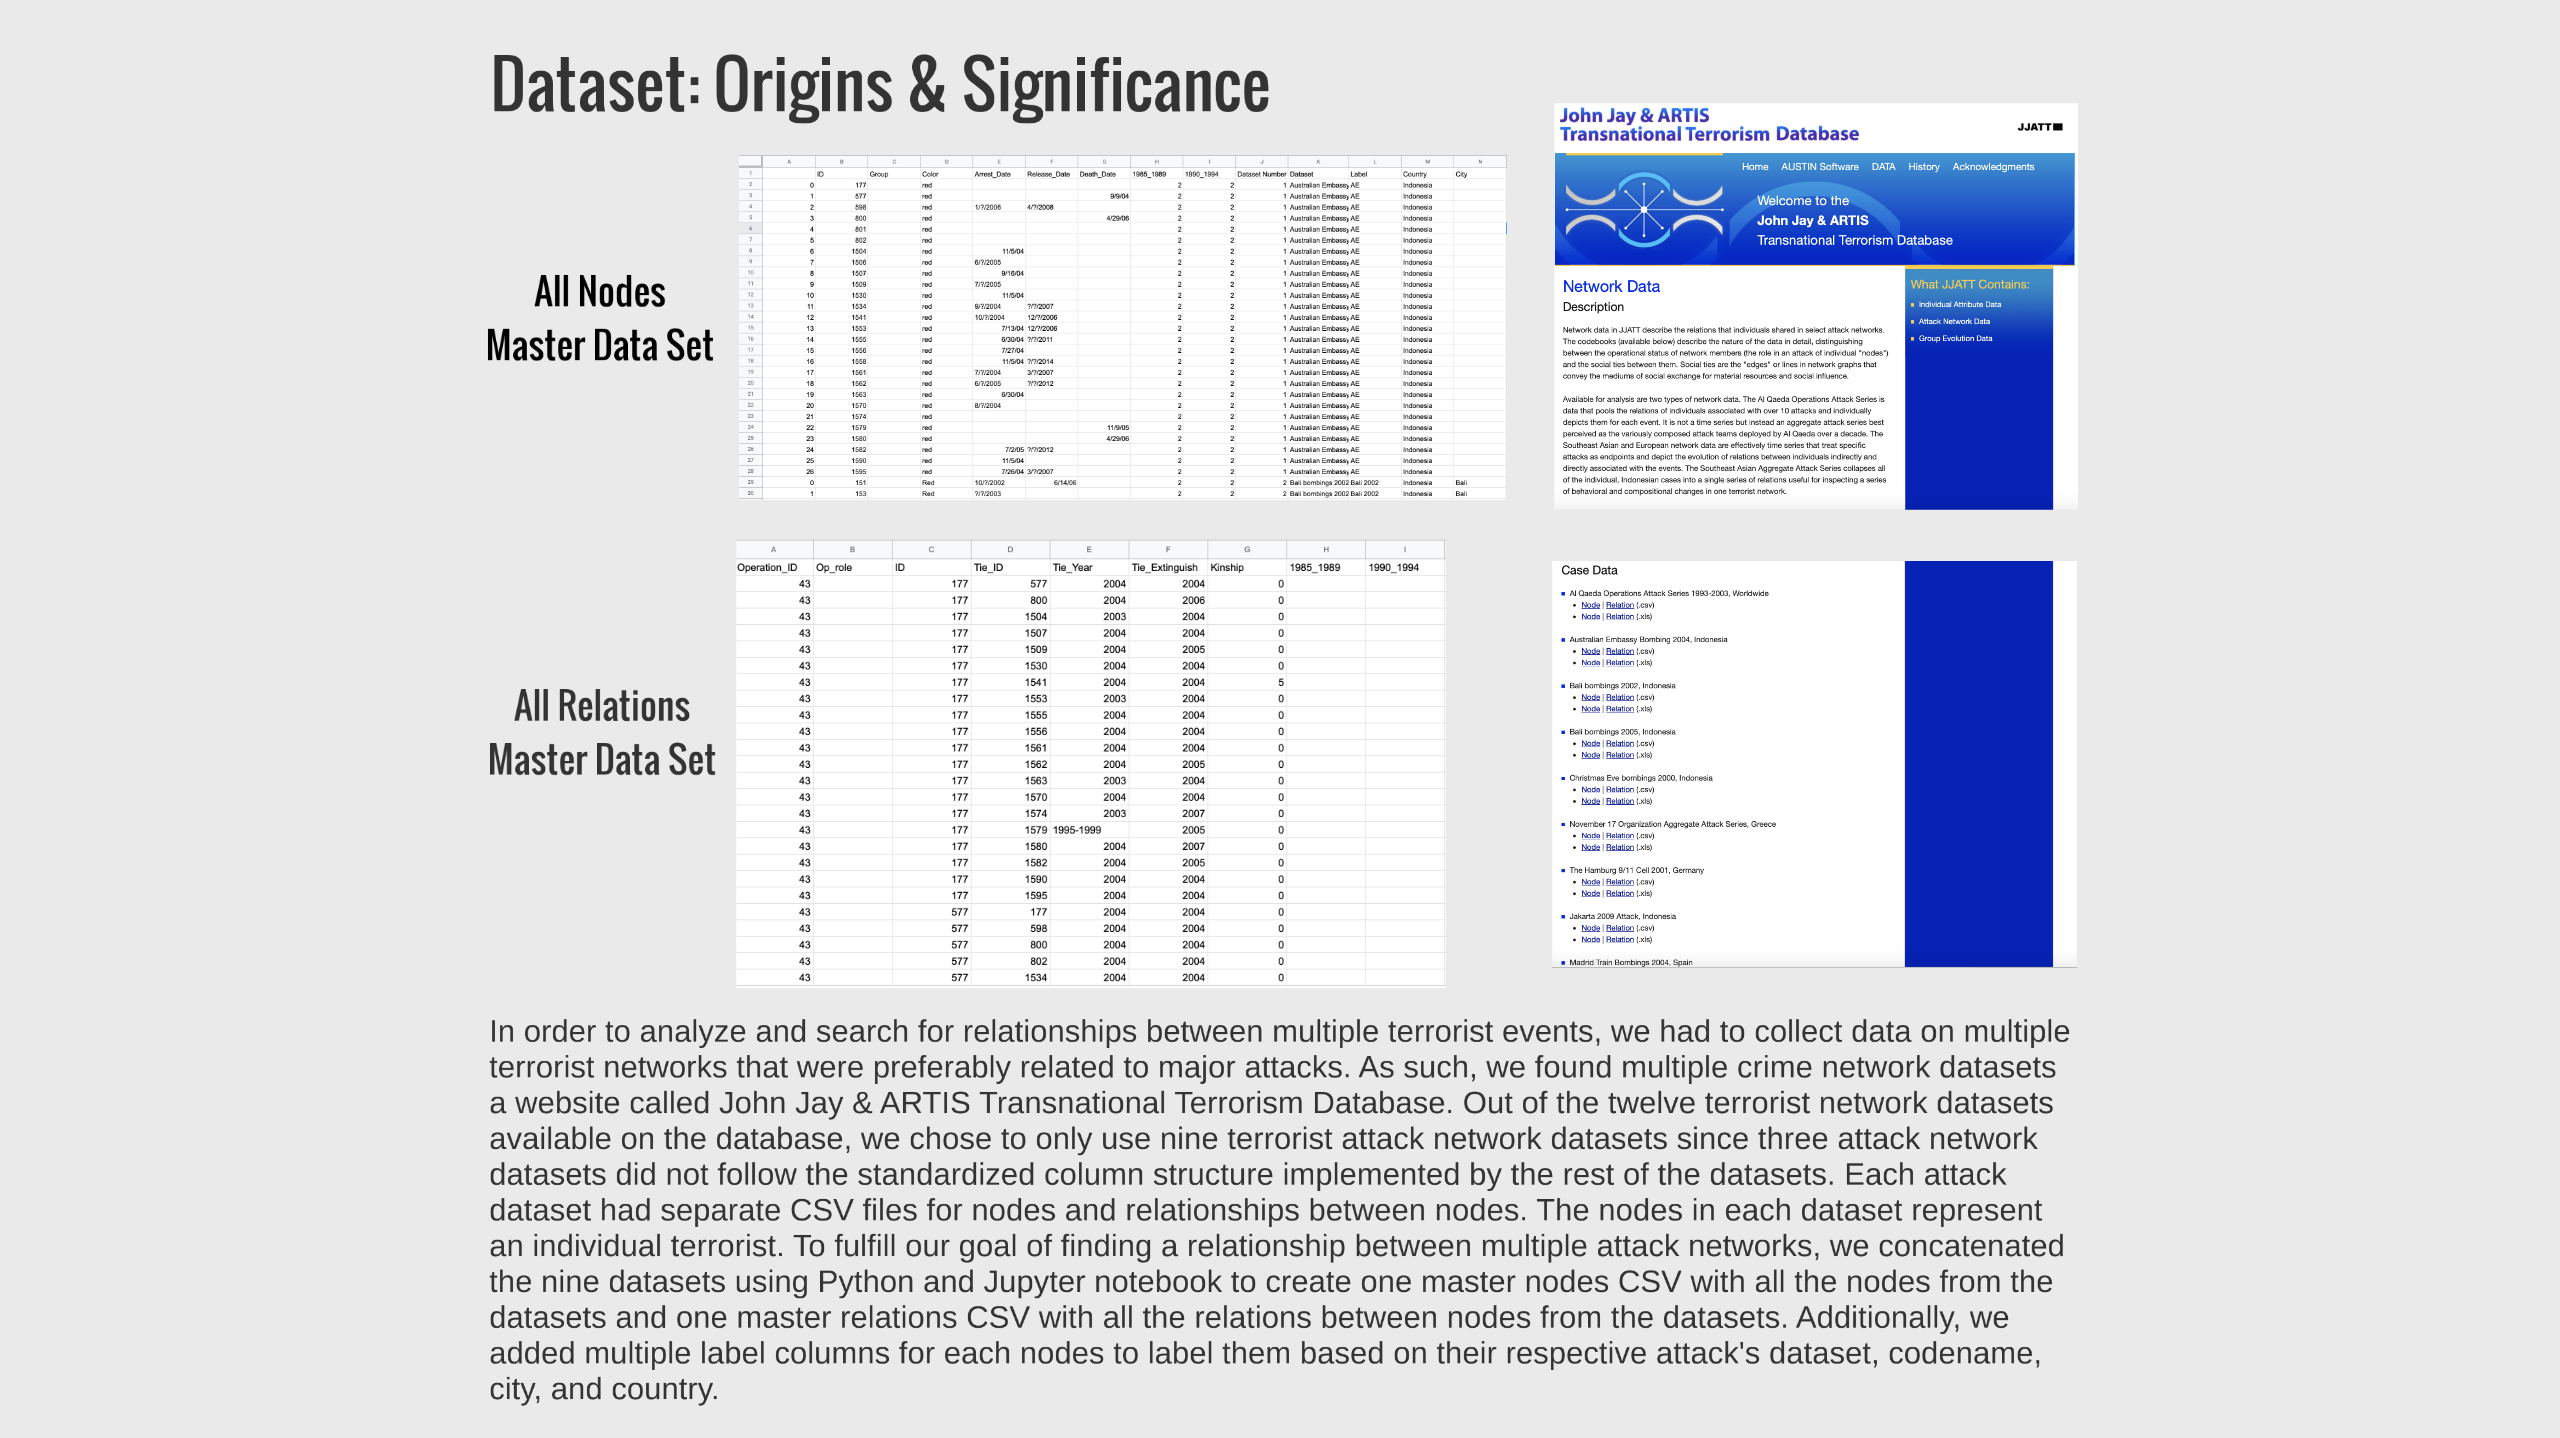 Dataset: Origins & Significance
All Nodes
Master Data Set
A B C D E F G H I J K L M N
1 ID Group Color Arrest_Date Release_Date Death_Date 1985_1989 1990_1994 Dataset Number Dataset Label Country City
2 0 177 red 2 2 1 Australian Embassy AE Indonesia
3 1 577 red 9/9/04 2 2 1 Australian Embassy AE Indonesia
4 2 598 red 1/?/2006 4/?/2008 2 2 1 Australian Embassy AE Indonesia
5 3 800 red 4/29/06 2 2 1 Australian Embassy AE Indonesia
6 4 801 red 2 2 1 Australian Embassy AE Indonesia
7 5 802 red 2 2 1 Australian Embassy AE Indonesia
8 6 1504 red 11/5/04 2 2 1 Australian Embassy AE Indonesia
9 7 1506 red 6/?/2005 2 2 1 Australian Embassy AE Indonesia
10 8 1507 red 9/16/04 2 2 1 Australian Embassy AE Indonesia
11 9 1509 red 7/?/2005 2 2 1 Australian Embassy AE Indonesia
12 10 1530 red 11/5/04 2 2 1 Australian Embassy AE Indonesia
13 11 1534 red 9/?/2004 ?/?/2007 2 2 1 Australian Embassy AE Indonesia
14 12 1541 red 10/?/2004 12/?/2006 2 2 1 Australian Embassy AE Indonesia
15 13 1553 red 7/13/04 12/?/2006 2 2 1 Australian Embassy AE Indonesia
16 14 1555 red 6/30/04 ?/?/2011 2 2 1 Australian Embassy AE Indonesia
17 15 1556 red 7/27/04 2 2 1 Australian Embassy AE Indonesia
18 16 1558 red 11/5/04 ?/?/2014 2 2 1 Australian Embassy AE Indonesia
19 17 1561 red 7/?/2004 3/?/2007 2 2 1 Australian Embassy AE Indonesia
20 18 1562 red 6/?/2005 ?/?/2012 2 2 1 Australian Embassy AE Indonesia
21 19 1563 red 6/30/04 2 2 1 Australian Embassy AE Indonesia
22 20 1570 red 8/?/2004 2 2 1 Australian Embassy AE Indonesia
23 21 1574 red 2 2 1 Australian Embassy AE Indonesia
24 22 1579 red 11/9/05 2 2 1 Australian Embassy AE Indonesia
25 23 1580 red 4/29/06 2 2 1 Australian Embassy AE Indonesia
26 24 1582 red 7/2/05 ?/?/2012 2 2 1 Australian Embassy AE Indonesia
27 25 1590 red 11/5/04 2 2 1 Australian Embassy AE Indonesia
28 26 1595 red 7/26/04 3/?/2007 2 2 1 Australian Embassy AE Indonesia
29 0 151 Red 10/?/2002 6/14/06 2 2 2 Bali bombings 2002 Bali 2002 Indonesia Bali
30 1 153 Red ?/?/2003 2 2 2 Bali bombings 2002 Bali 2002 Indonesia Bali
John Jay & ARTIS
Transnational Terrorism Database
JJATT
Home AUSTIN Software DATA History Acknowledgments
Welcome to the
John Jay & ARTIS
Transnational Terrorism Database
Network Data
Description
Network data in JJATT describe the relations that individuals shared in select attack networks.
The codebooks (available below) describe the nature of the data in detail, distinguishing
between the operational status of network members (the role in an attack of individual "nodes")
and the social ties between them. Social ties are the "edges" or lines in network graphs that
convey the mediums of social exchange for material resources and social influence.
Available for analysis are two types of network data. The Al Qaeda Operations Attack Series is
data that pools the relations of individuals associated with over 10 attacks and individually
depicts them for each event. It is not a time series but instead an aggregate attack series best
perceived as the variously composed attack teams deployed by Al Qaeda over a decade. The
Southeast Asian and European network data are effectively time series that treat specific
attacks as endpoints and depict the evolution of relations between individuals indirectly and
directly associated with the events. The Southeast Asian Aggregate Attack Series collapses all
of the individual, Indonesian cases into a single series of relations useful for inspecting a series
of behavioral and compositional changes in one terrorist network.
What JJATT Contains:
Individual Attribute Data
Attack Network Data
Group Evolution Data
All Relations
Master Data Set
A B C D E F G H I
Operation_ID Op_role ID Tie_ID Tie_Year Tie_Extinguish Kinship 1985_1989 1990_1994
43 177 577 2004 2004 0
43 177 800 2004 2006 0
43 177 1504 2003 2004 0
43 177 1507 2004 2004 0
43 177 1509 2004 2005 0
43 177 1530 2004 2004 0
43 177 1541 2004 2004 5
43 177 1553 2003 2004 0
43 177 1555 2004 2004 0
43 177 1556 2004 2004 0
43 177 1561 2004 2004 0
43 177 1562 2004 2005 0
43 177 1563 2003 2004 0
43 177 1570 2004 2004 0
43 177 1574 2003 2007 0
43 177 1579 1995-1999 2005 0
43 177 1580 2004 2007 0
43 177 1582 2004 2005 0
43 177 1590 2004 2004 0
43 177 1595 2004 2004 0
43 577 177 2004 2004 0
43 577 598 2004 2004 0
43 577 800 2004 2004 0
43 577 802 2004 2004 0
43 577 1534 2004 2004 0
Case Data
Al Qaeda Operations Attack Series 1993-2003, Worldwide
Node | Relation (.csv)
Node | Relation (.xls)
Australian Embassy Bombing 2004, Indonesia
Node | Relation (.csv)
Node | Relation (.xls)
Bali bombings 2002, Indonesia
Node | Relation (.csv)
Node | Relation (.xls)
Bali bombings 2005, Indonesia
Node | Relation (.csv)
Node | Relation (.xls)
Christmas Eve bombings 2000, Indonesia
Node | Relation (.csv)
Node | Relation (.xls)
November 17 Organization Aggregate Attack Series, Greece
Node | Relation (.csv)
Node | Relation (.xls)
The Hamburg 9/11 Cell 2001, Germany
Node | Relation (.csv)
Node | Relation (.xls)
Jakarta 2009 Attack, Indonesia
Node | Relation (.csv)
Node | Relation (.xls)
Madrid Train Bombings 2004, Spain
In order to analyze and search for relationships between multiple terrorist events, we had to collect data on multiple
terrorist networks that were preferably related to major attacks. As such, we found multiple crime network datasets
a website called John Jay & ARTIS Transnational Terrorism Database. Out of the twelve terrorist network datasets
available on the database, we chose to only use nine terrorist attack network datasets since three attack network
datasets did not follow the standardized column structure implemented by the rest of the datasets. Each attack
dataset had separate CSV files for nodes and relationships between nodes. The nodes in each dataset represent
an individual terrorist. To fulfill our goal of finding a relationship between multiple attack networks, we concatenated
the nine datasets using Python and Jupyter notebook to create one master nodes CSV with all the nodes from the
datasets and one master relations CSV with all the relations between nodes from the datasets. Additionally, we
added multiple label columns for each nodes to label them based on their respective attack's dataset, codename,
city, and country.